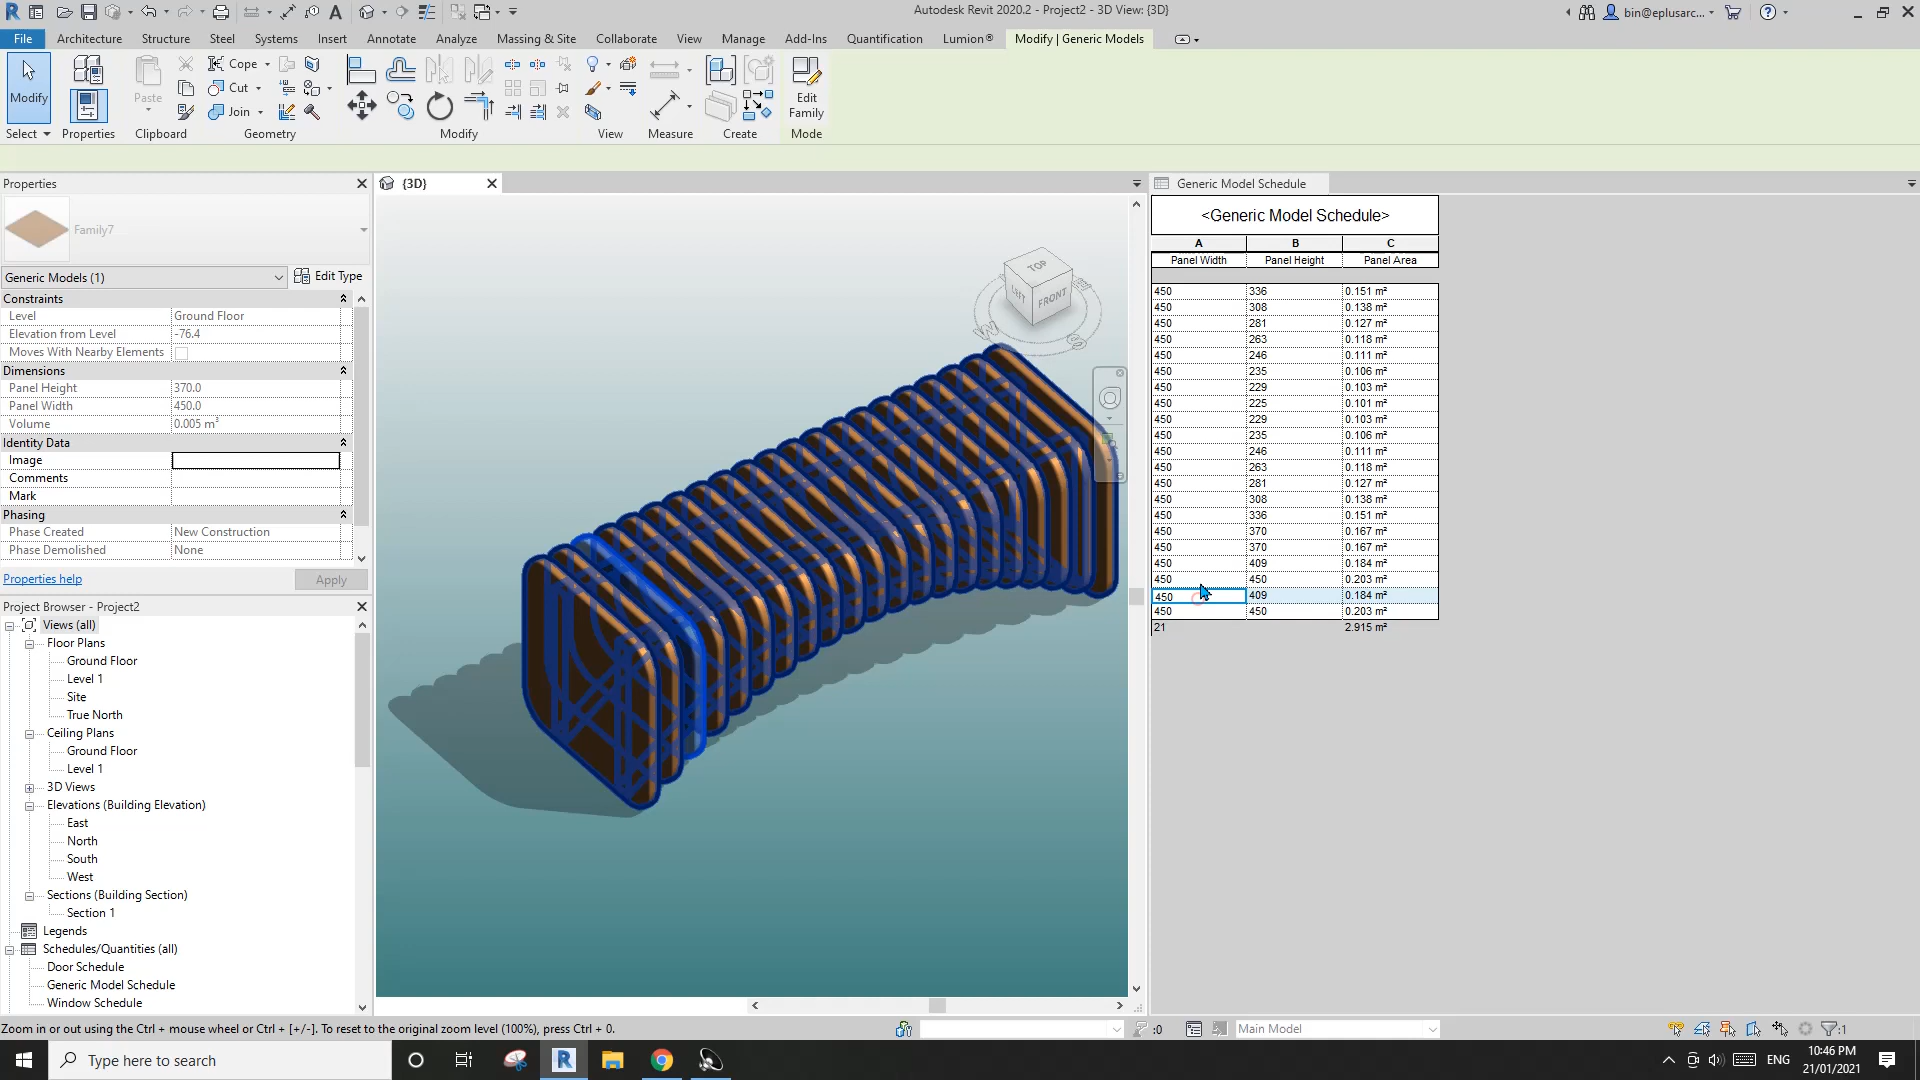 Autodesk Revit 2020.2 - Project2 - 3D View: {3D}
bin@eplusarc...
File Architecture Structure Steel Systems Insert Annotate Analyze Massing & Site Collaborate View Manage Add-Ins Quantification Lumion® Modify | Generic Models
Modify
Paste
Cope
Cut
Join
Edit
Family
Select Properties Clipboard Geometry Modify View Measure Create Mode
Properties
Family7
Generic Models (1)
Edit Type
Constraints
Level Ground Floor
Elevation from Level -76.4
Moves With Nearby Elements
Dimensions
Panel Height 370.0
Panel Width 450.0
Volume 0.005 m³
Identity Data
Image
Comments
Mark
Phasing
Phase Created New Construction
Phase Demolished None
Properties help
Apply
Project Browser - Project2
Views (all)
Floor Plans
Ground Floor
Level 1
Site
True North
Ceiling Plans
Ground Floor
Level 1
3D Views
Elevations (Building Elevation)
East
North
South
West
Sections (Building Section)
Section 1
Legends
Schedules/Quantities (all)
Door Schedule
Generic Model Schedule
Window Schedule
{3D}
TOP
LEFT
FRONT
W
S
Generic Model Schedule
<Generic Model Schedule>
A B C
Panel Width Panel Height Panel Area
450 336 0.151 m²
450 308 0.138 m²
450 281 0.127 m²
450 263 0.118 m²
450 246 0.111 m²
450 235 0.106 m²
450 229 0.103 m²
450 225 0.101 m²
450 229 0.103 m²
450 235 0.106 m²
450 246 0.111 m²
450 263 0.118 m²
450 281 0.127 m²
450 308 0.138 m²
450 336 0.151 m²
450 370 0.167 m²
450 370 0.167 m²
450 409 0.184 m²
450 450 0.203 m²
450 409 0.184 m²
450 450 0.203 m²
21 2.915 m²
Zoom in or out using the Ctrl + mouse wheel or Ctrl + [+/-]. To reset to the original zoom level (100%), press Ctrl + 0.
:0
Main Model
:1
Type here to search
ENG
10:46 PM
21/01/2021